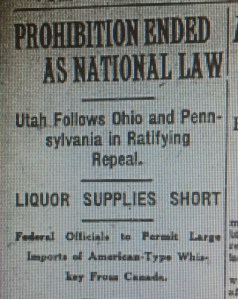 PROHIBITION ENDED
AS NATIONAL LAW
Utah Follows Ohio and Penn-
sylvania in Ratifying
Repeal.
LIQUOR SUPPLIES SHORT
Federal Officials to Permit Large
Imports of American-Type Whis-
key From Canada.